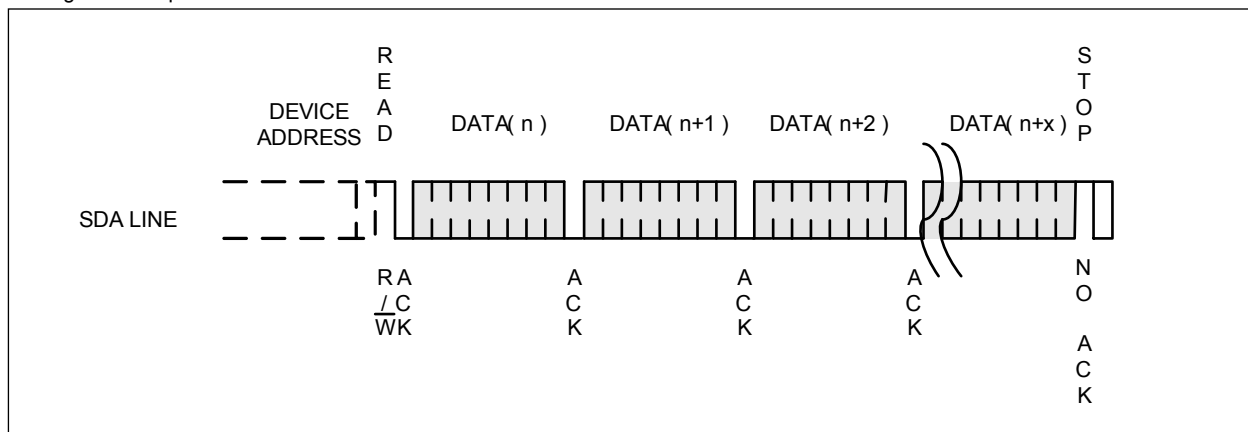 READ
STOP
DEVICE
ADDRESS
DATA( n )
DATA( n+1 )
DATA( n+2 )
DATA( n+x )
SDA LINE
R/W
ACK
ACK
ACK
ACK
NO ACK